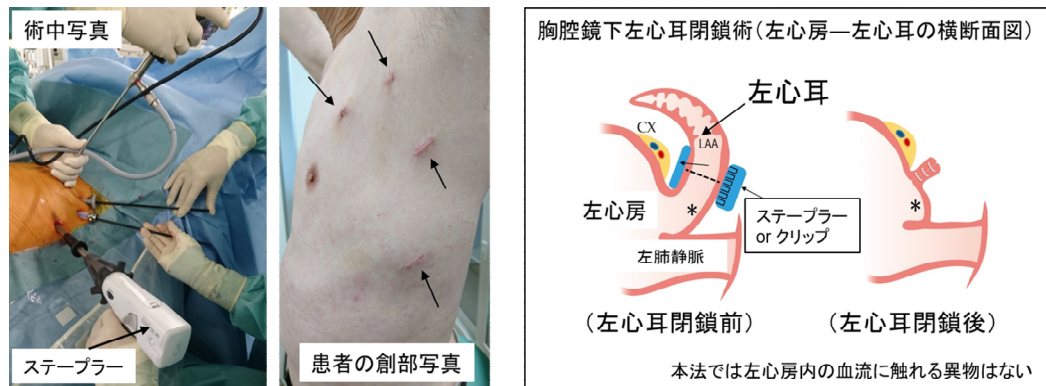 術中写真
ステープラー
患者の創部写真
胸腔鏡下左心耳閉鎖術(左心房―左心耳の横断面図)
左心耳
CX
LAA
左心房
*
ステープラー
or クリップ
左肺静脈
(左心耳閉鎖前)
*
(左心耳閉鎖後)
本法では左心房内の血流に触れる異物はない